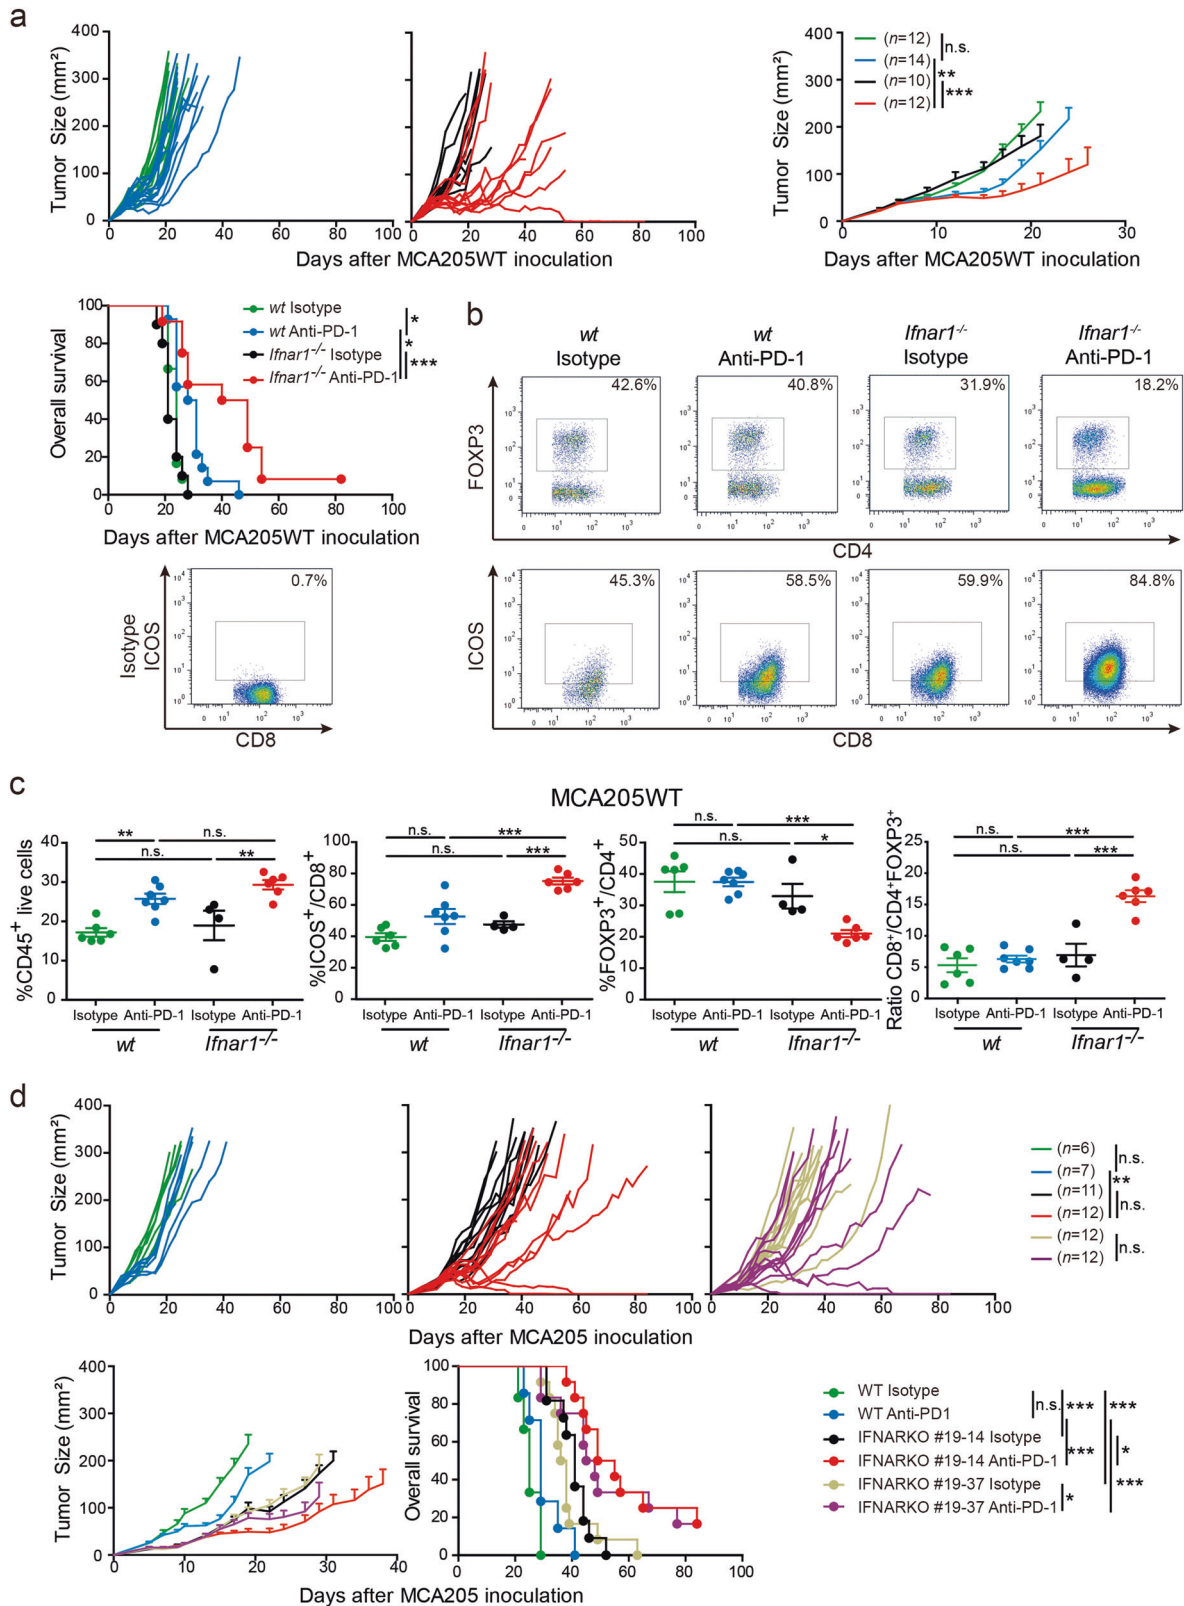 a
Tumor Size (mm²)
400
300
200
100
0
0 20 40 60 80 100
0 20 40 60 80 100
Days after MCA205WT inoculation
Tumor Size (mm²)
400
300
200
100
0
0 10 20 30
Days after MCA205WT inoculation
(n=12)
(n=14)
(n=10)
(n=12)
n.s.
**
***
Overall survival
100
80
60
40
20
0
0 20 40 60 80 100
Days after MCA205WT inoculation
wt Isotype
wt Anti-PD-1
Ifnar1-/- Isotype
Ifnar1-/- Anti-PD-1
*
*
***
b
wt Isotype
wt Anti-PD-1
Ifnar1-/- Isotype
Ifnar1-/- Anti-PD-1
42.6% 40.8% 31.9% 18.2%
FOXP3
CD4
Isotype
ICOS
0.7%
CD8
45.3% 58.5% 59.9% 84.8%
ICOS
CD8
c
MCA205WT
%CD45+ live cells
40
30
20
10
0
** n.s.
n.s. **
Isotype Anti-PD-1 Isotype Anti-PD-1
wt Ifnar1-/-
%ICOS+/CD8+
100
80
60
40
20
0
n.s. ***
n.s. ***
Isotype Anti-PD-1 Isotype Anti-PD-1
wt Ifnar1-/-
%FOXP3+/CD4+
50
40
30
20
10
0
n.s. ***
n.s. *
Isotype Anti-PD-1 Isotype Anti-PD-1
wt Ifnar1-/-
Ratio CD8+/CD4+FOXP3+
25
20
15
10
5
0
n.s. ***
n.s. ***
Isotype Anti-PD-1 Isotype Anti-PD-1
wt Ifnar1-/-
d
Tumor Size (mm²)
400
300
200
100
0
0 20 40 60 80 100
0 20 40 60 80 100
0 20 40 60 80 100
Days after MCA205 inoculation
(n=6)
(n=7)
(n=11)
(n=12)
(n=12)
(n=12)
n.s.
**
n.s.
n.s.
Tumor Size (mm²)
400
300
200
100
0
0 10 20 30 40
Overall survival
100
80
60
40
20
0
0 20 40 60 80 100
Days after MCA205 inoculation
WT Isotype
WT Anti-PD1
IFNARKO #19-14 Isotype
IFNARKO #19-14 Anti-PD-1
IFNARKO #19-37 Isotype
IFNARKO #19-37 Anti-PD-1
n.s. *** ***
*** *
* ***